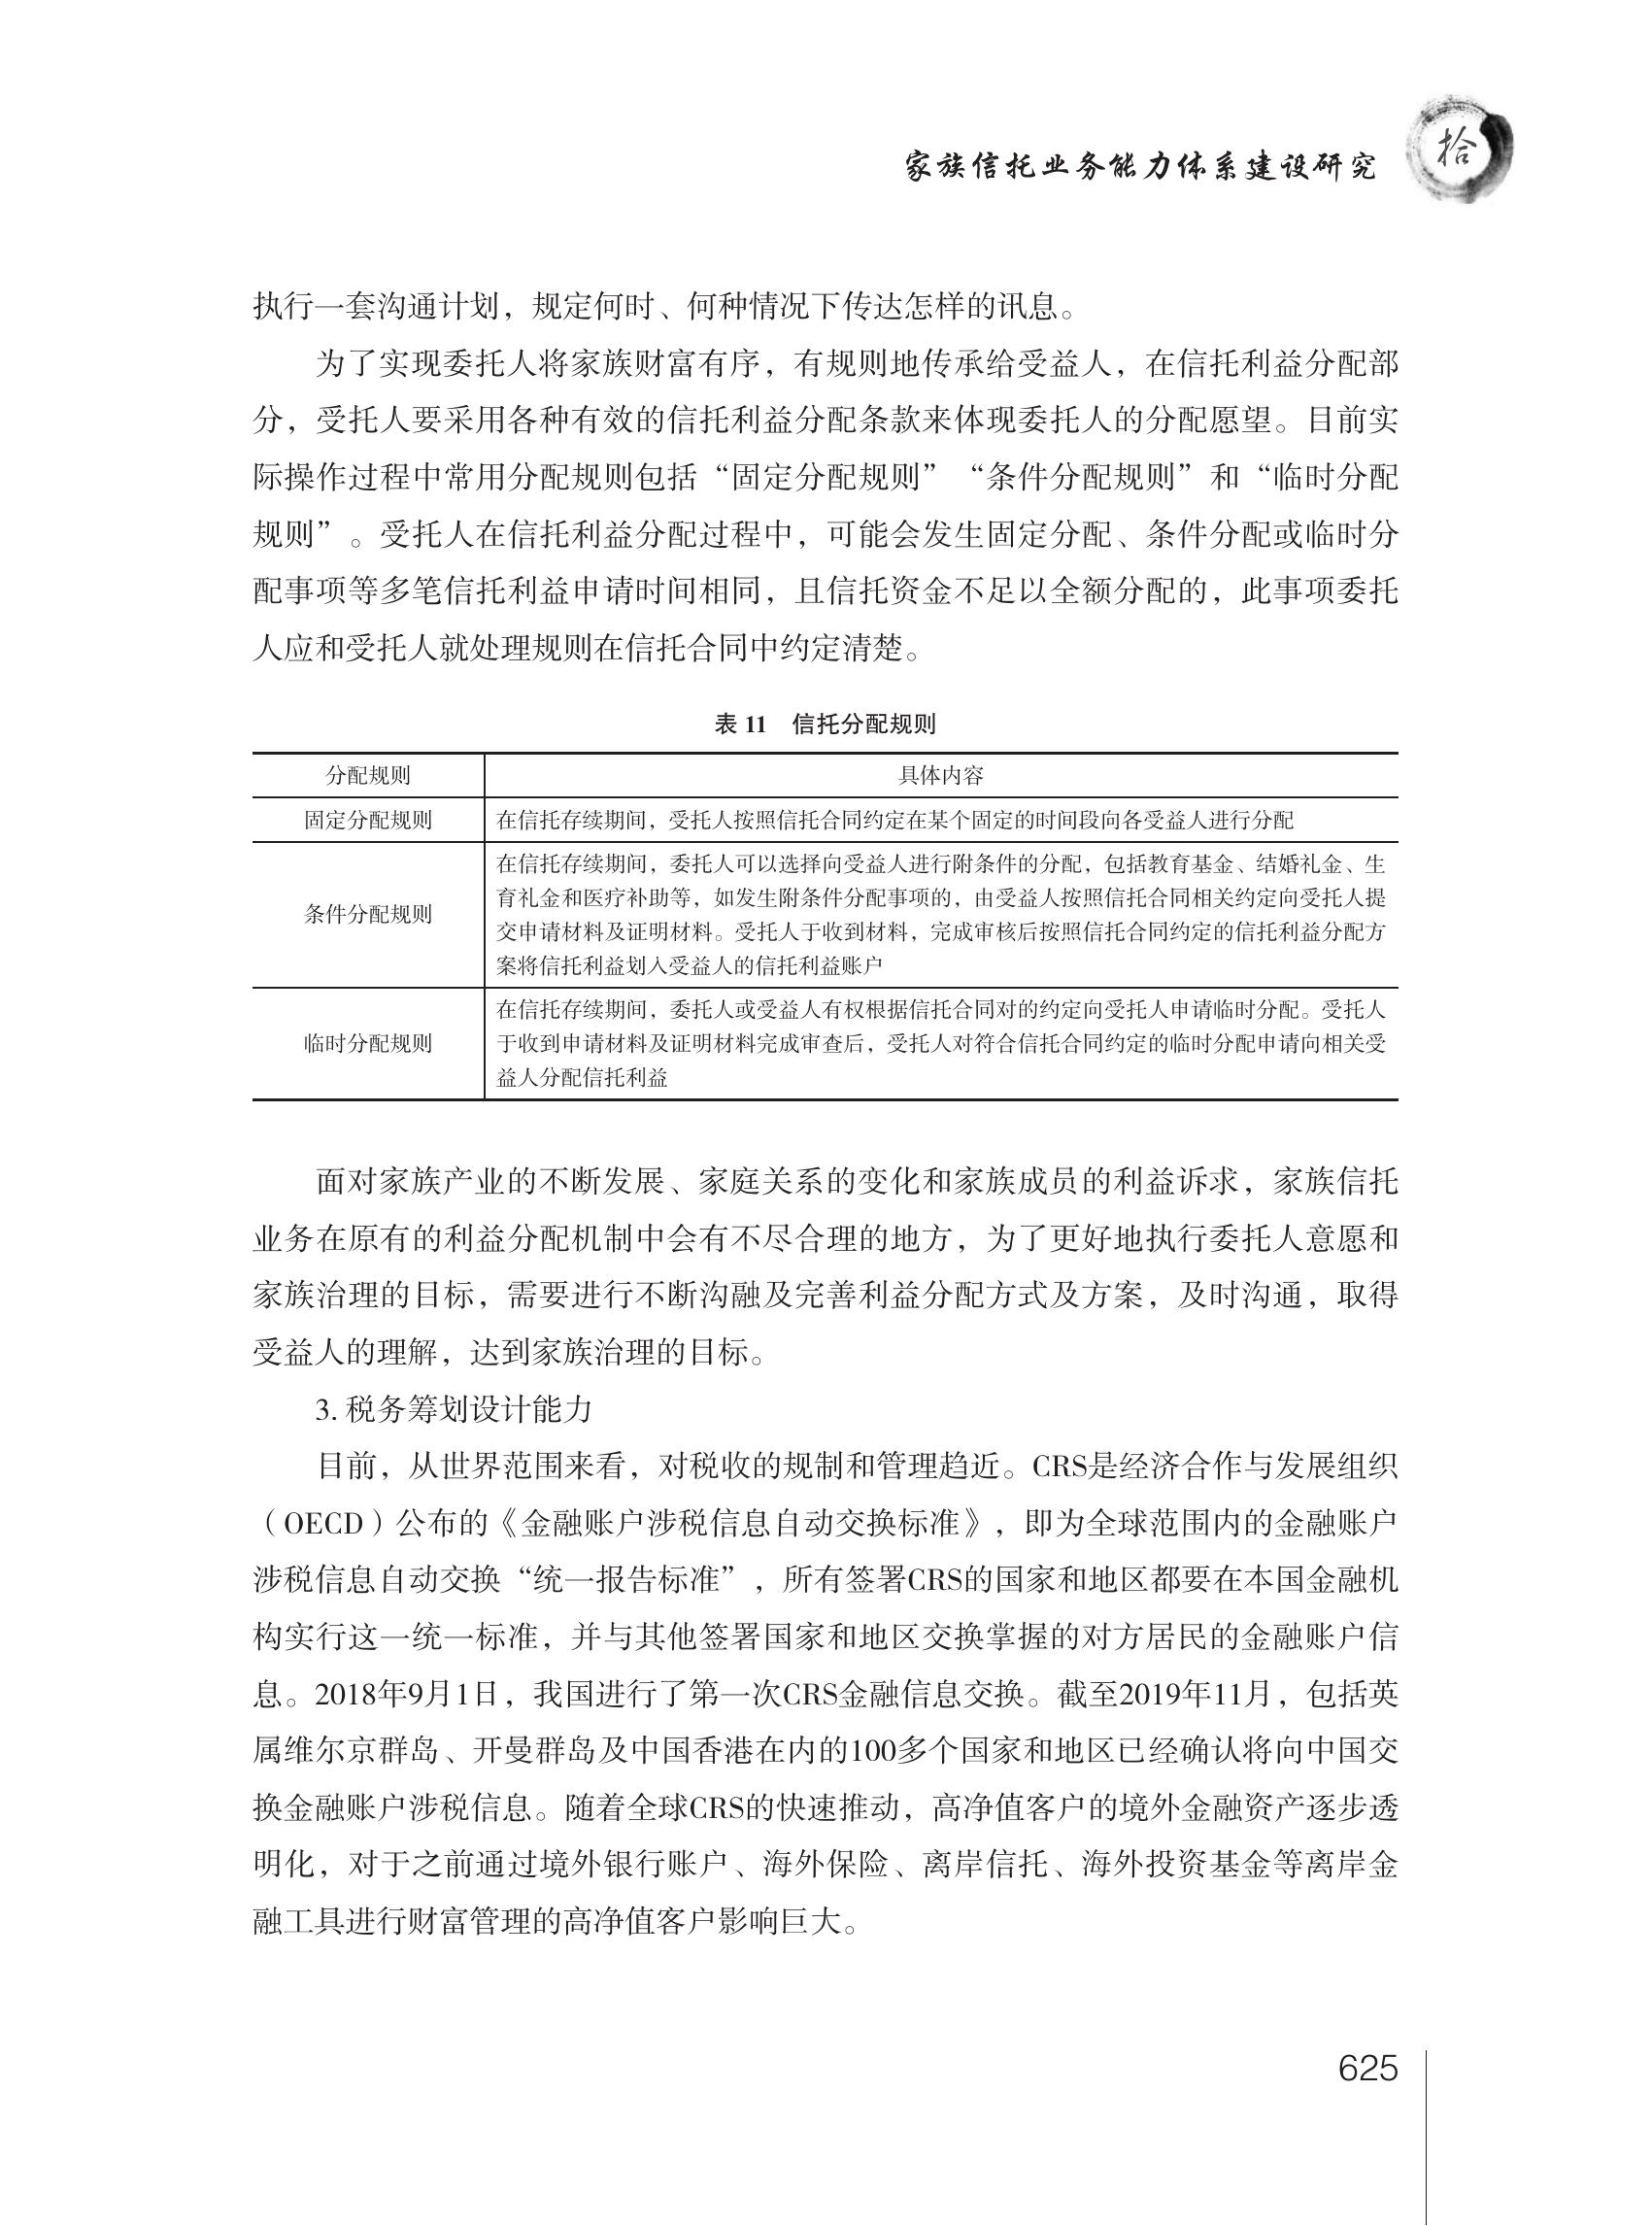 家族信托业务能力体系建设研究
拾
执行一套沟通计划，规定何时、何种情况下传达怎样的讯息。
为了实现委托人将家族财富有序，有规则地传承给受益人，在信托利益分配部
分，受托人要采用各种有效的信托利益分配条款来体现委托人的分配愿望。目前实
际操作过程中常用分配规则包括“固定分配规则”“条件分配规则”和“临时分配
规则”。受托人在信托利益分配过程中，可能会发生固定分配、条件分配或临时分
配事项等多笔信托利益申请时间相同，且信托资金不足以全额分配的，此事项委托
人应和受托人就处理规则在信托合同中约定清楚。
表 11 信托分配规则
分配规则 具体内容
固定分配规则 在信托存续期间，受托人按照信托合同约定在某个固定的时间段向各受益人进行分配
条件分配规则
在信托存续期间，委托人可以选择向受益人进行附条件的分配，包括教育基金、结婚礼金、生
育礼金和医疗补助等，如发生附条件分配事项的，由受益人按照信托合同相关约定向受托人提
交申请材料及证明材料。受托人于收到材料，完成审核后按照信托合同约定的信托利益分配方
案将信托利益划入受益人的信托利益账户
临时分配规则
在信托存续期间，委托人或受益人有权根据信托合同对的约定向受托人申请临时分配。受托人
于收到申请材料及证明材料完成审查后，受托人对符合信托合同约定的临时分配申请向相关受
益人分配信托利益
面对家族产业的不断发展、家庭关系的变化和家族成员的利益诉求，家族信托
业务在原有的利益分配机制中会有不尽合理的地方，为了更好地执行委托人意愿和
家族治理的目标，需要进行不断沟融及完善利益分配方式及方案，及时沟通，取得
受益人的理解，达到家族治理的目标。
3. 税务筹划设计能力
目前，从世界范围来看，对税收的规制和管理趋近。CRS是经济合作与发展组织
（OECD）公布的《金融账户涉税信息自动交换标准》，即为全球范围内的金融账户
涉税信息自动交换“统一报告标准”，所有签署CRS的国家和地区都要在本国金融机
构实行这一统一标准，并与其他签署国家和地区交换掌握的对方居民的金融账户信
息。2018年9月1日，我国进行了第一次CRS金融信息交换。截至2019年11月，包括英
属维尔京群岛、开曼群岛及中国香港在内的100多个国家和地区已经确认将向中国交
换金融账户涉税信息。随着全球CRS的快速推动，高净值客户的境外金融资产逐步透
明化，对于之前通过境外银行账户、海外保险、离岸信托、海外投资基金等离岸金
融工具进行财富管理的高净值客户影响巨大。
625